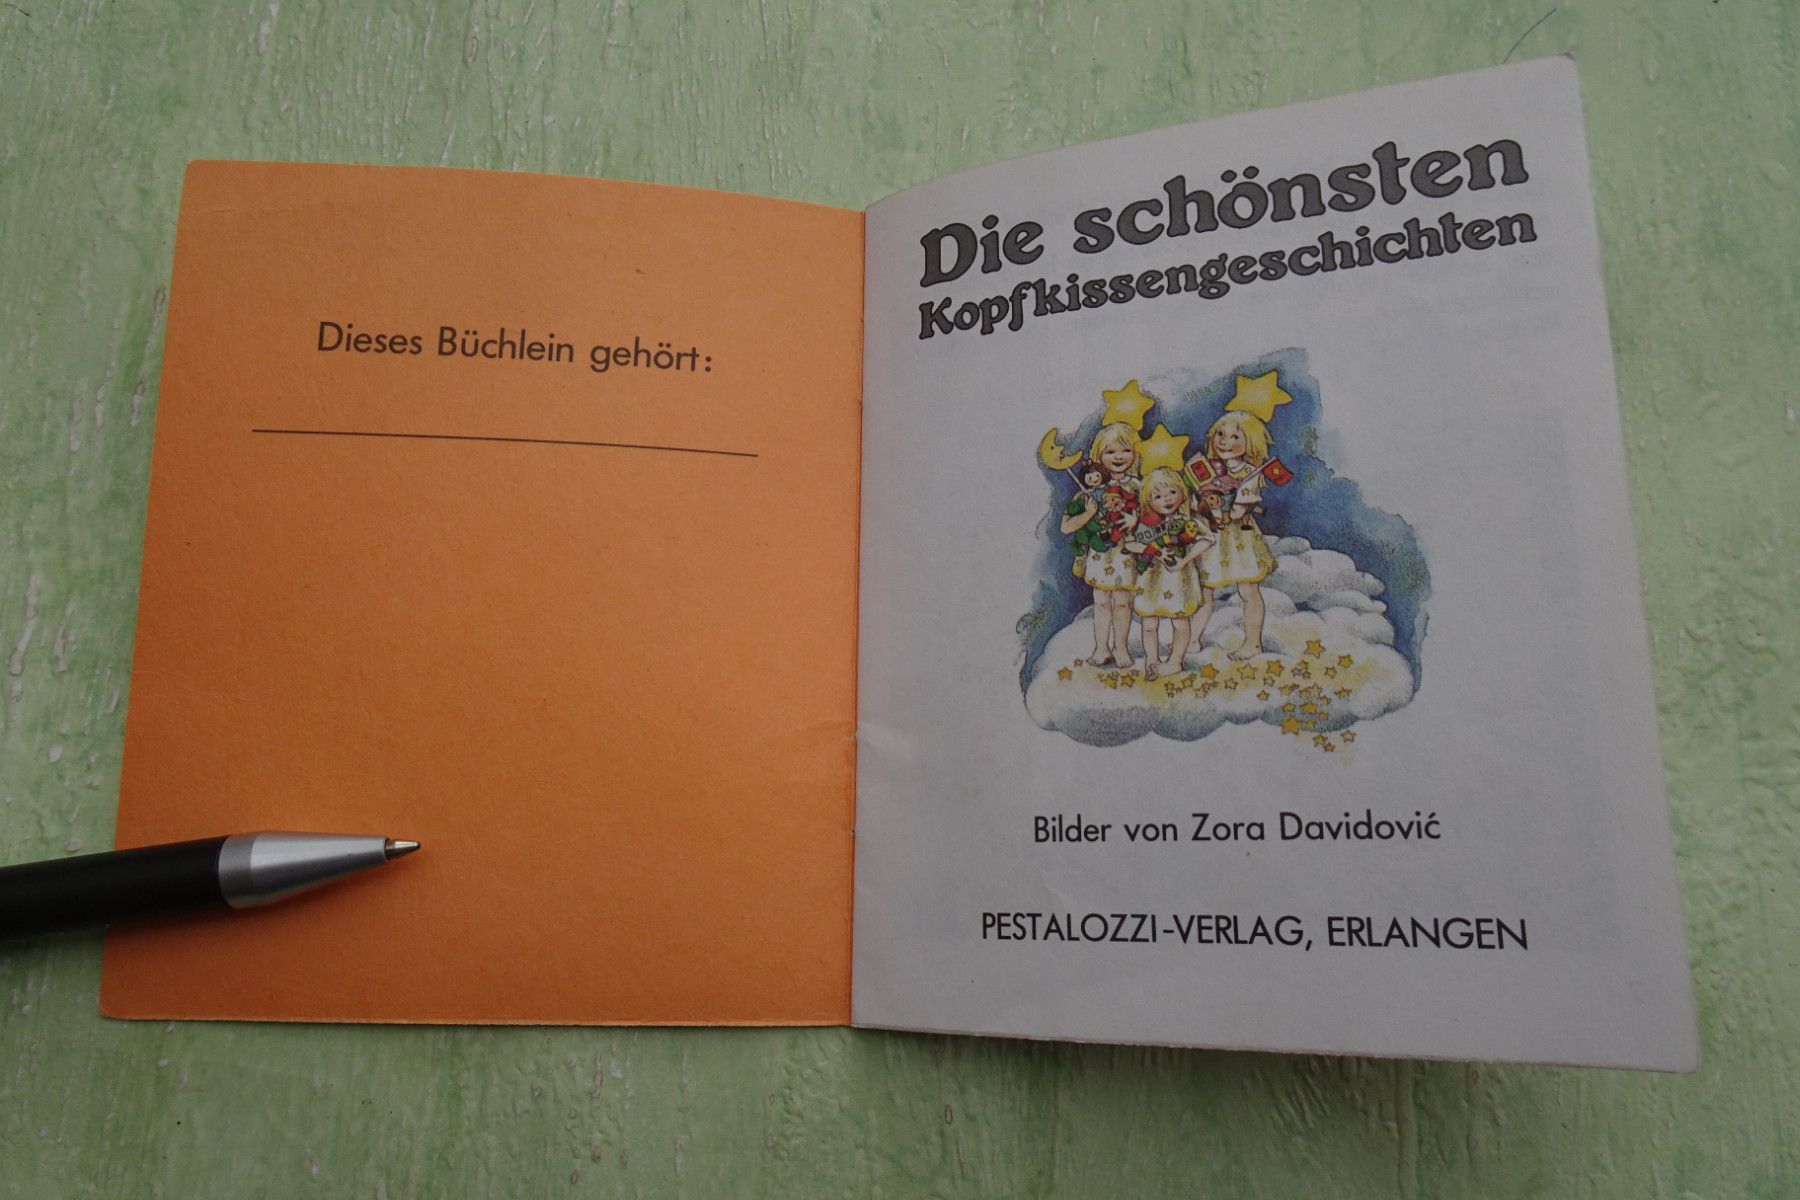 Dieses Büchlein gehört:
Die schönsten
Kopfkissengeschichten
Bilder von Zora Davidović
PESTALOZZI-VERLAG, ERLANGEN